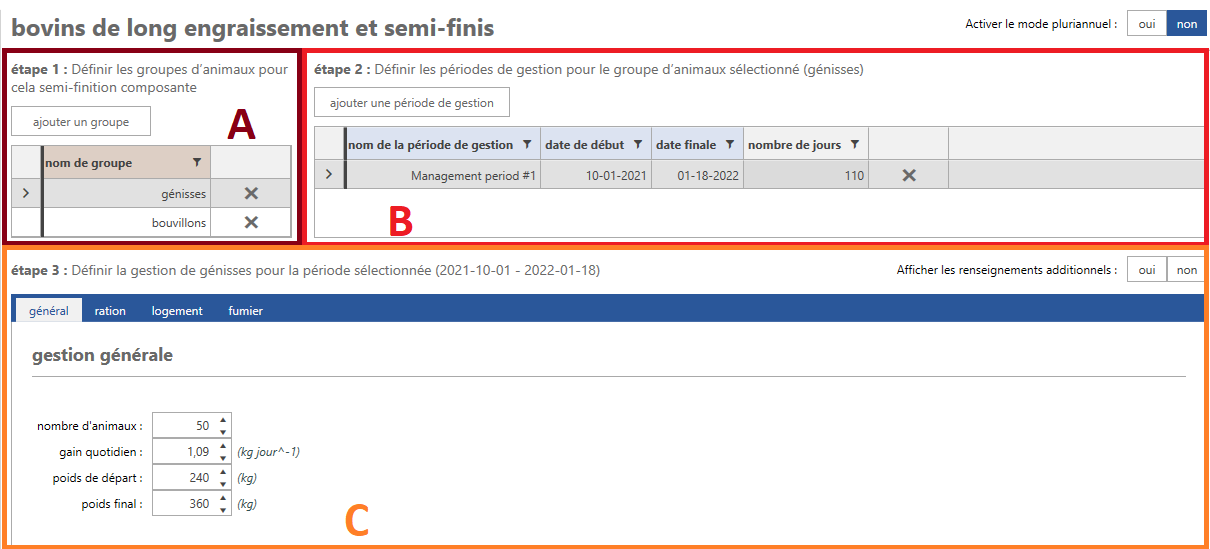 bovins de long engraissement et semi-finis
Activer le mode pluriannuel : oui non
étape 1 : Définir les groupes d'animaux pour
cela semi-finition composante
ajouter un groupe
A
nom de groupe
génisses
bouvillons
étape 2 : Définir les périodes de gestion pour le groupe d'animaux sélectionné (génisses)
ajouter une période de gestion
nom de la période de gestion date de début date finale nombre de jours
Management period #1 10-01-2021 01-18-2022 110
B
étape 3 : Définir la gestion de génisses pour la période sélectionnée (2021-10-01 - 2022-01-18)
Afficher les renseignements additionnels : oui non
général ration logement fumier
gestion générale
nombre d'animaux : 50
gain quotidien : 1,09 (kg jour^-1)
poids de départ : 240 (kg)
poids final : 360 (kg)
C